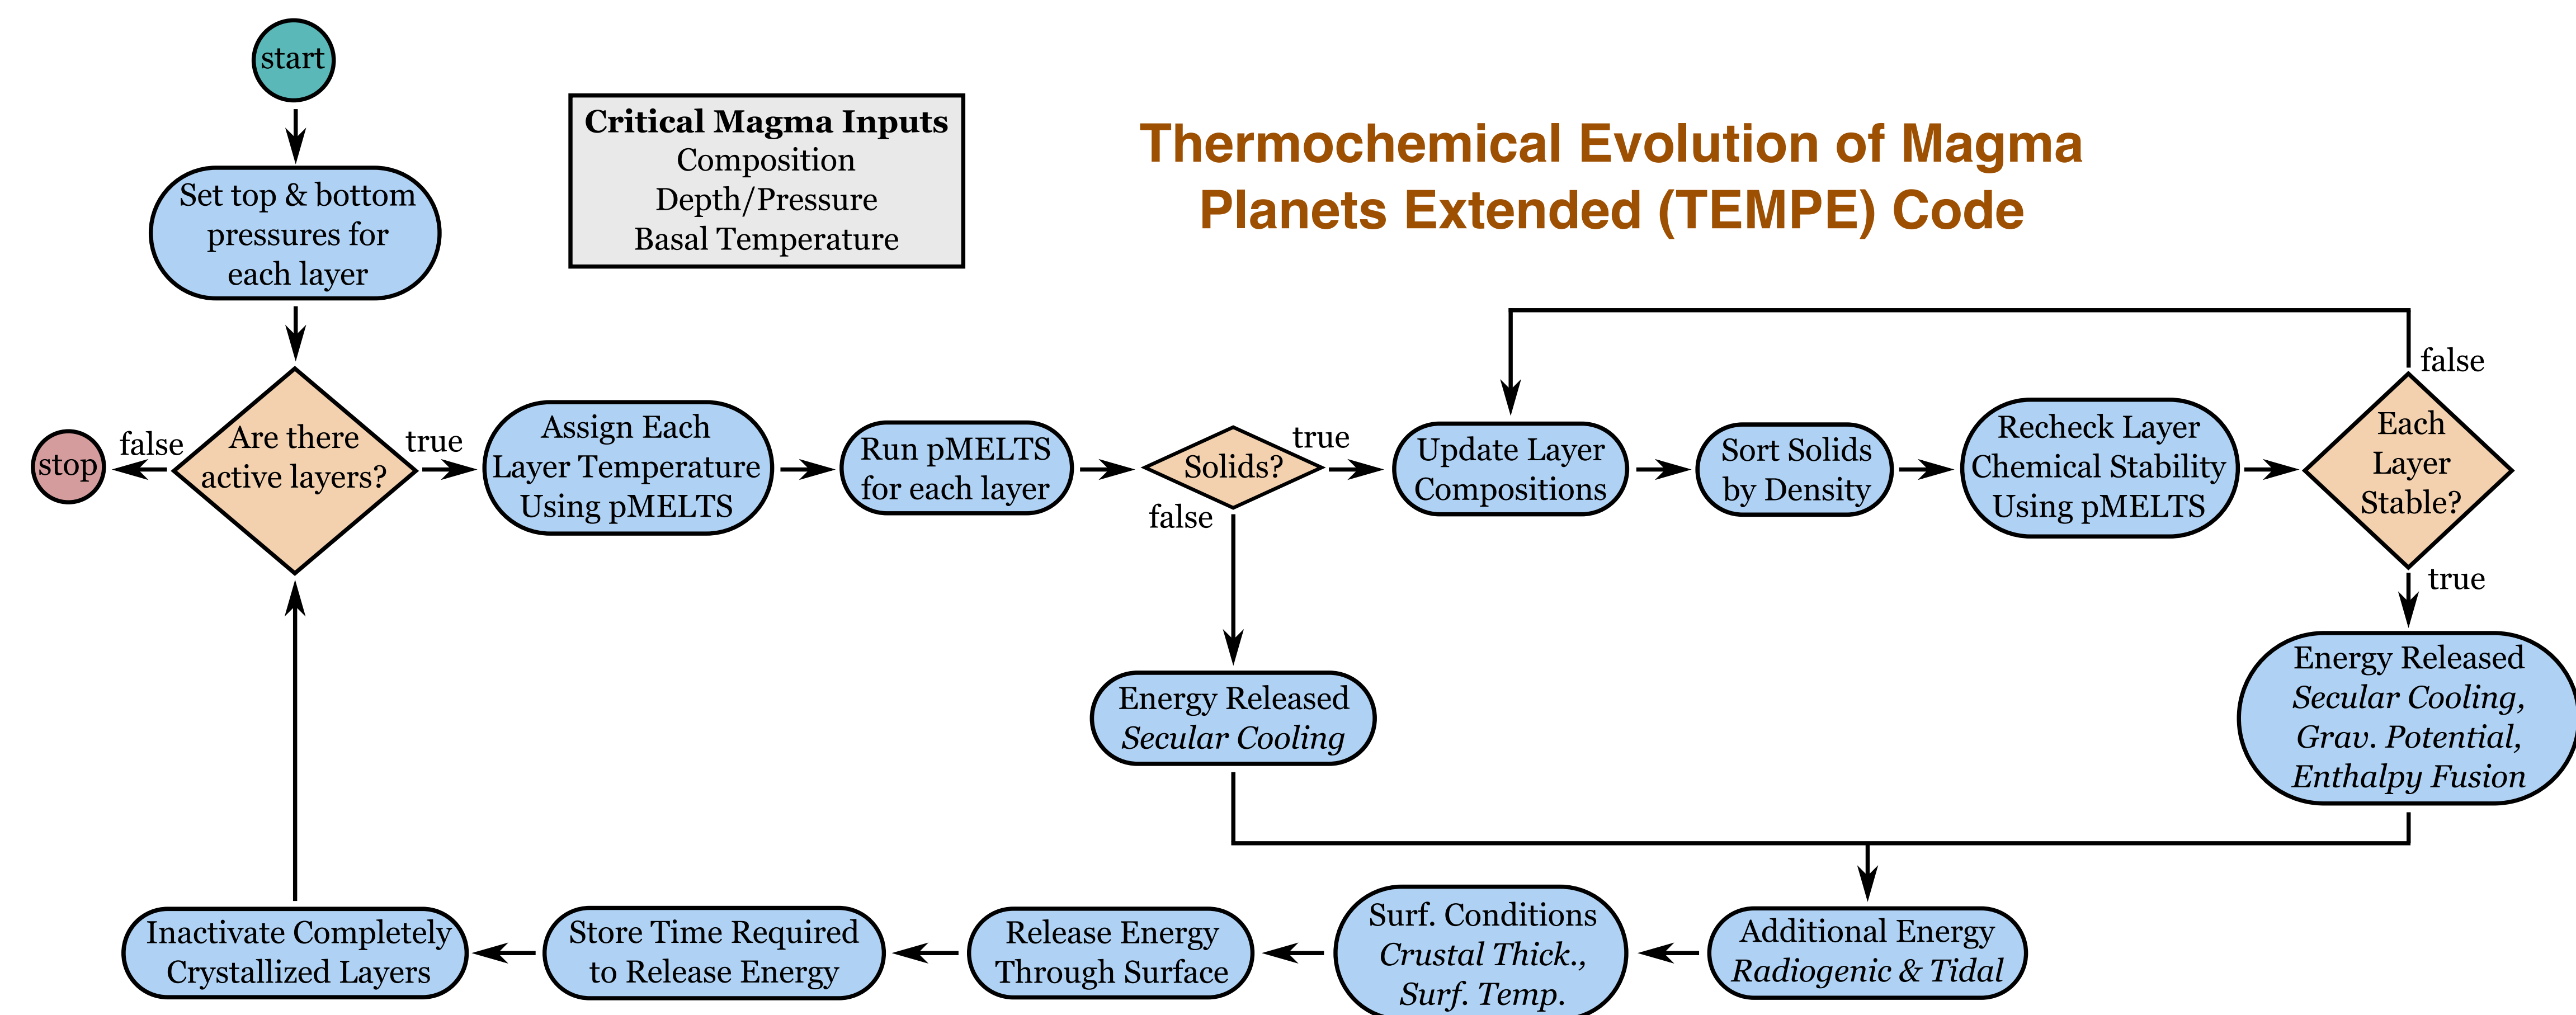 start
Critical Magma Inputs
Composition
Depth/Pressure
Basal Temperature
Thermochemical Evolution of Magma
Planets Extended (TEMPE) Code
Set top & bottom
pressures for
each layer
stop
false
Are there
active layers?
true
Assign Each
Layer Temperature
Using pMELTS
Run pMELTS
for each layer
Solids?
true
false
Update Layer
Compositions
Sort Solids
by Density
Recheck Layer
Chemical Stability
Using pMELTS
Each
Layer
Stable?
false
true
Energy Released
Secular Cooling
Energy Released
Secular Cooling,
Grav. Potential,
Enthalpy Fusion
Additional Energy
Radiogenic & Tidal
Surf. Conditions
Crustal Thick.,
Surf. Temp.
Release Energy
Through Surface
Store Time Required
to Release Energy
Inactivate Completely
Crystallized Layers